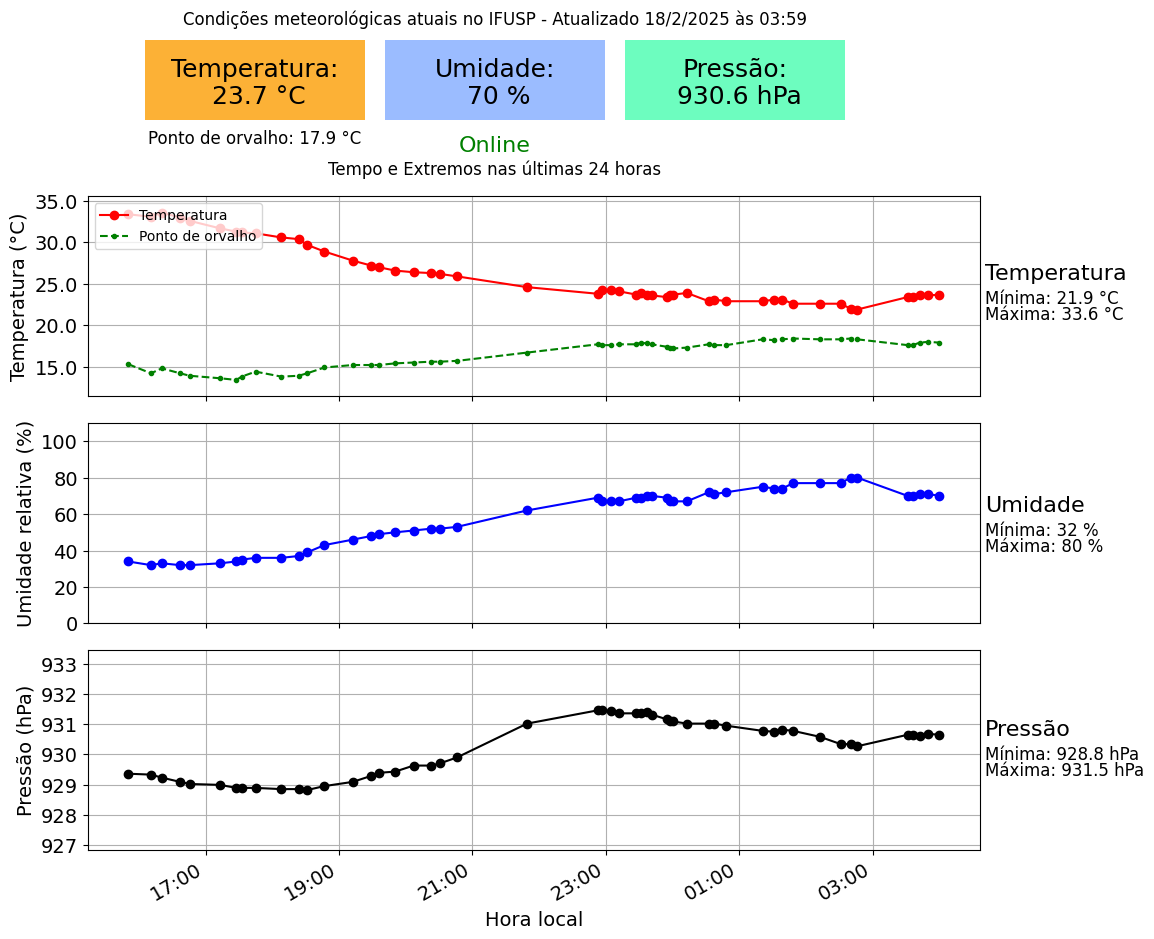 Condições meteorológicas atuais no IFUSP - Atualizado 18/2/2025 às 03:59
Temperatura:
23.7 °C
Umidade:
70 %
Pressão:
930.6 hPa
Ponto de orvalho: 17.9 °C
Online
Tempo e Extremos nas últimas 24 horas
Temperatura (°C)
35.0
30.0
25.0
20.0
15.0
Temperatura
Ponto de orvalho
Temperatura
Mínima: 21.9 °C
Máxima: 33.6 °C
Umidade relativa (%)
100
80
60
40
20
0
Umidade
Mínima: 32 %
Máxima: 80 %
Pressão (hPa)
933
932
931
930
929
928
927
Pressão
Mínima: 928.8 hPa
Máxima: 931.5 hPa
17:00
19:00
21:00
23:00
01:00
03:00
Hora local